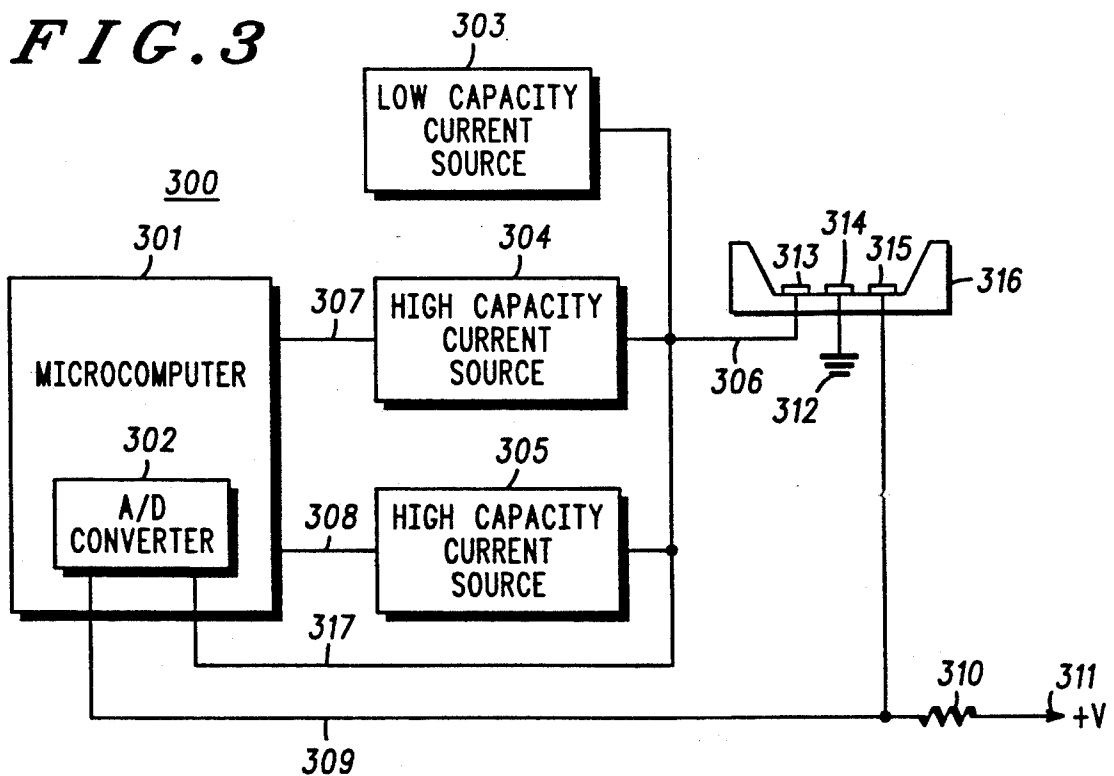 FIG.3
303
LOW CAPACITY
CURRENT
SOURCE
300
301
MICROCOMPUTER
302
A/D
CONVERTER
307
304
HIGH CAPACITY
CURRENT
SOURCE
308
305
HIGH CAPACITY
CURRENT
SOURCE
306
313
314
315
316
312
317
309
310
311
+V